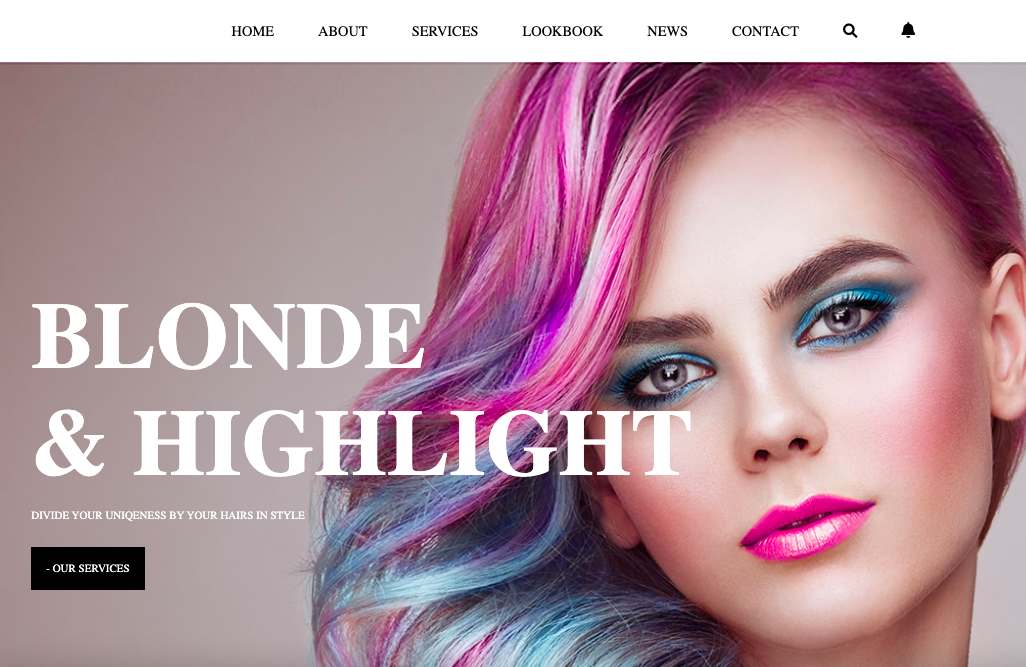 HOME ABOUT SERVICES LOOKBOOK NEWS CONTACT
BLONDE
& HIGHLIGHT
DIVIDE YOUR UNIQENESS BY YOUR HAIRS IN STYLE
- OUR SERVICES